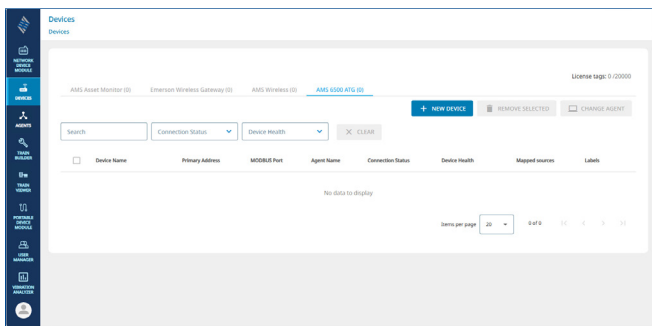 Devices
Devices
NETWORK
DEVICE
MODULE
DEVICES
AGENTS
TRAIN
BUILDER
TRAIN
VIEWER
PORTABLE
DEVICE
MODULE
USER
MANAGER
VIBRATION
ANALYZER
License tags: 0 /20000
AMS Asset Monitor (0) Emerson Wireless Gateway (0) AMS Wireless (0) AMS 6500 ATG (0)
+ NEW DEVICE REMOVE SELECTED CHANGE AGENT
Search Connection Status Device Health X CLEAR
Device Name Primary Address MODBUS Port Agent Name Connection Status Device Health Mapped sources Labels
No data to display
Items per page 20 0 of 0